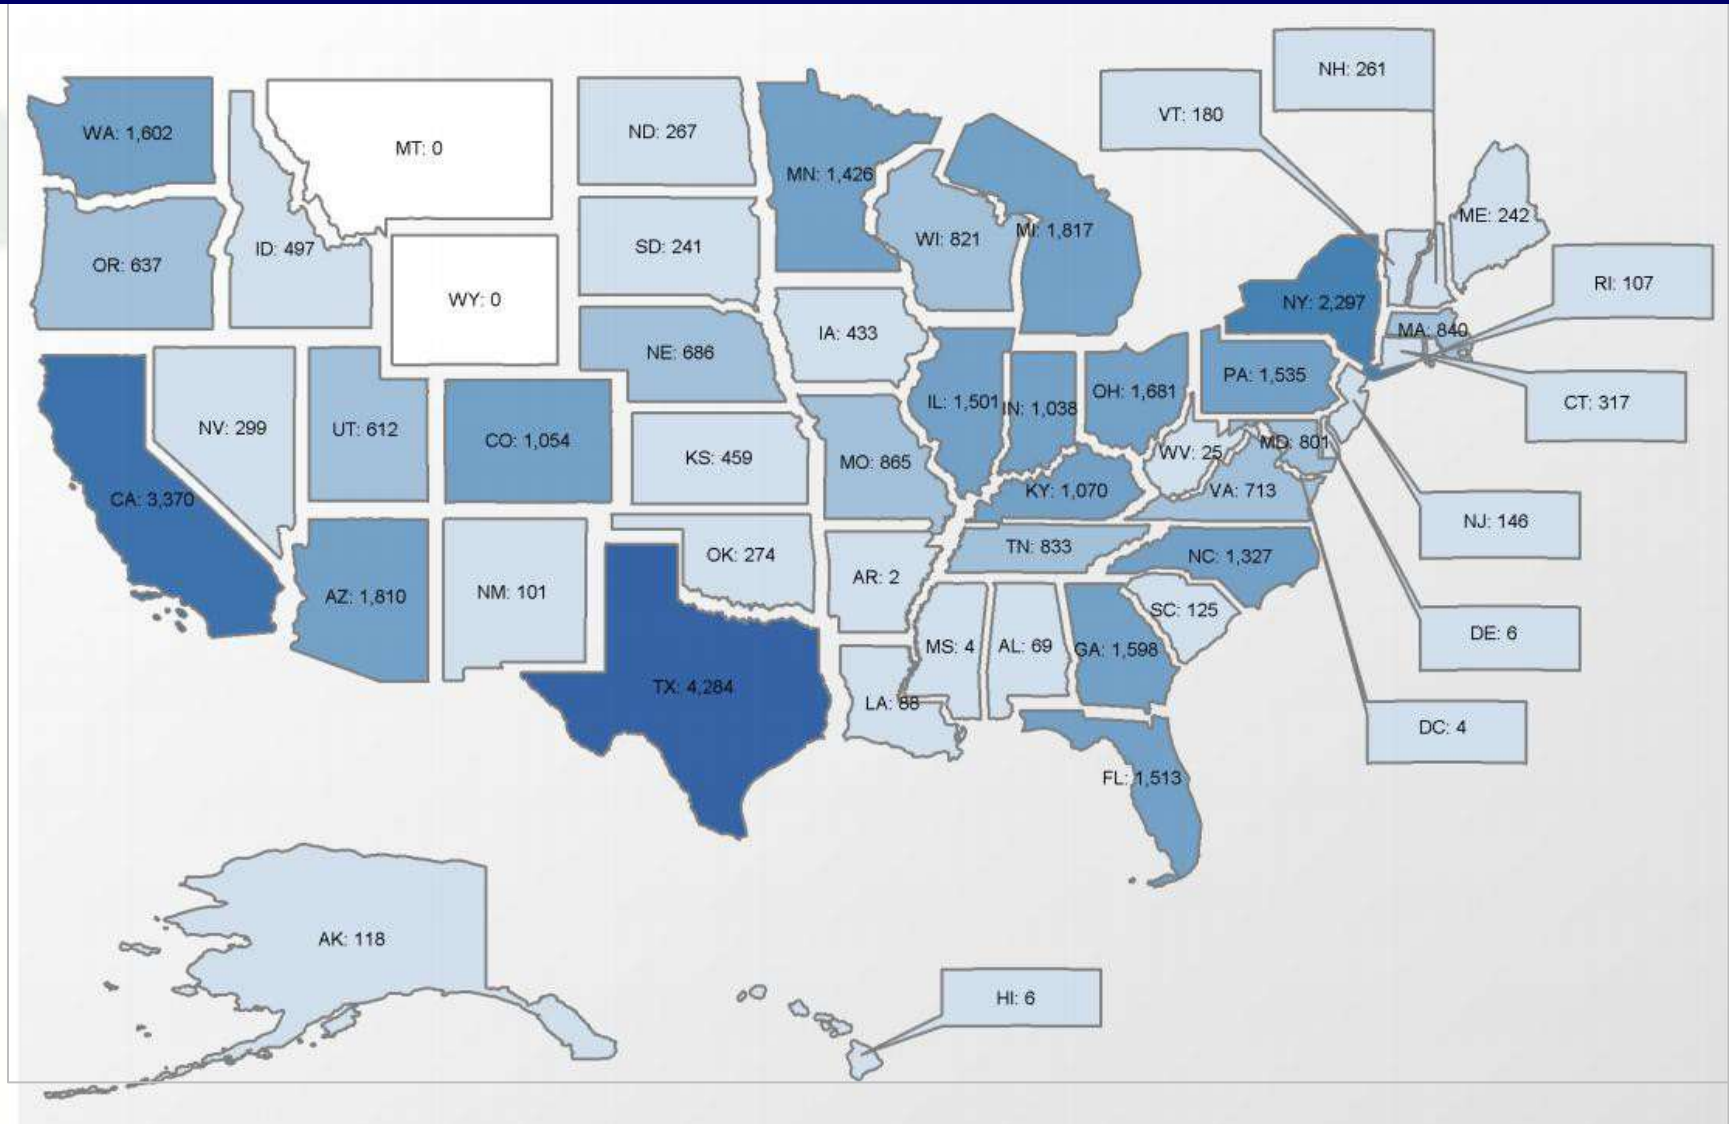 NH: 261
VT: 180
WA: 1,602
MT: 0
ND: 267
MN: 1,426
ME: 242
WI: 821
MI: 1,817
OR: 637
ID: 497
SD: 241
WY: 0
NY: 2,297
RI: 107
IA: 433
MA: 840
NE: 686
PA: 1,535
OH: 1,681
IL: 1,501
IN: 1,038
CT: 317
NV: 299
UT: 612
CO: 1,054
KS: 459
MO: 865
WV: 25
MD: 801
CA: 3,370
KY: 1,070
VA: 713
NJ: 146
OK: 274
TN: 833
NC: 1,327
AZ: 1,810
NM: 101
AR: 2
SC: 125
DE: 6
MS: 4
AL: 69
GA: 1,598
TX: 4,284
LA: 88
DC: 4
FL: 1,513
AK: 118
HI: 6